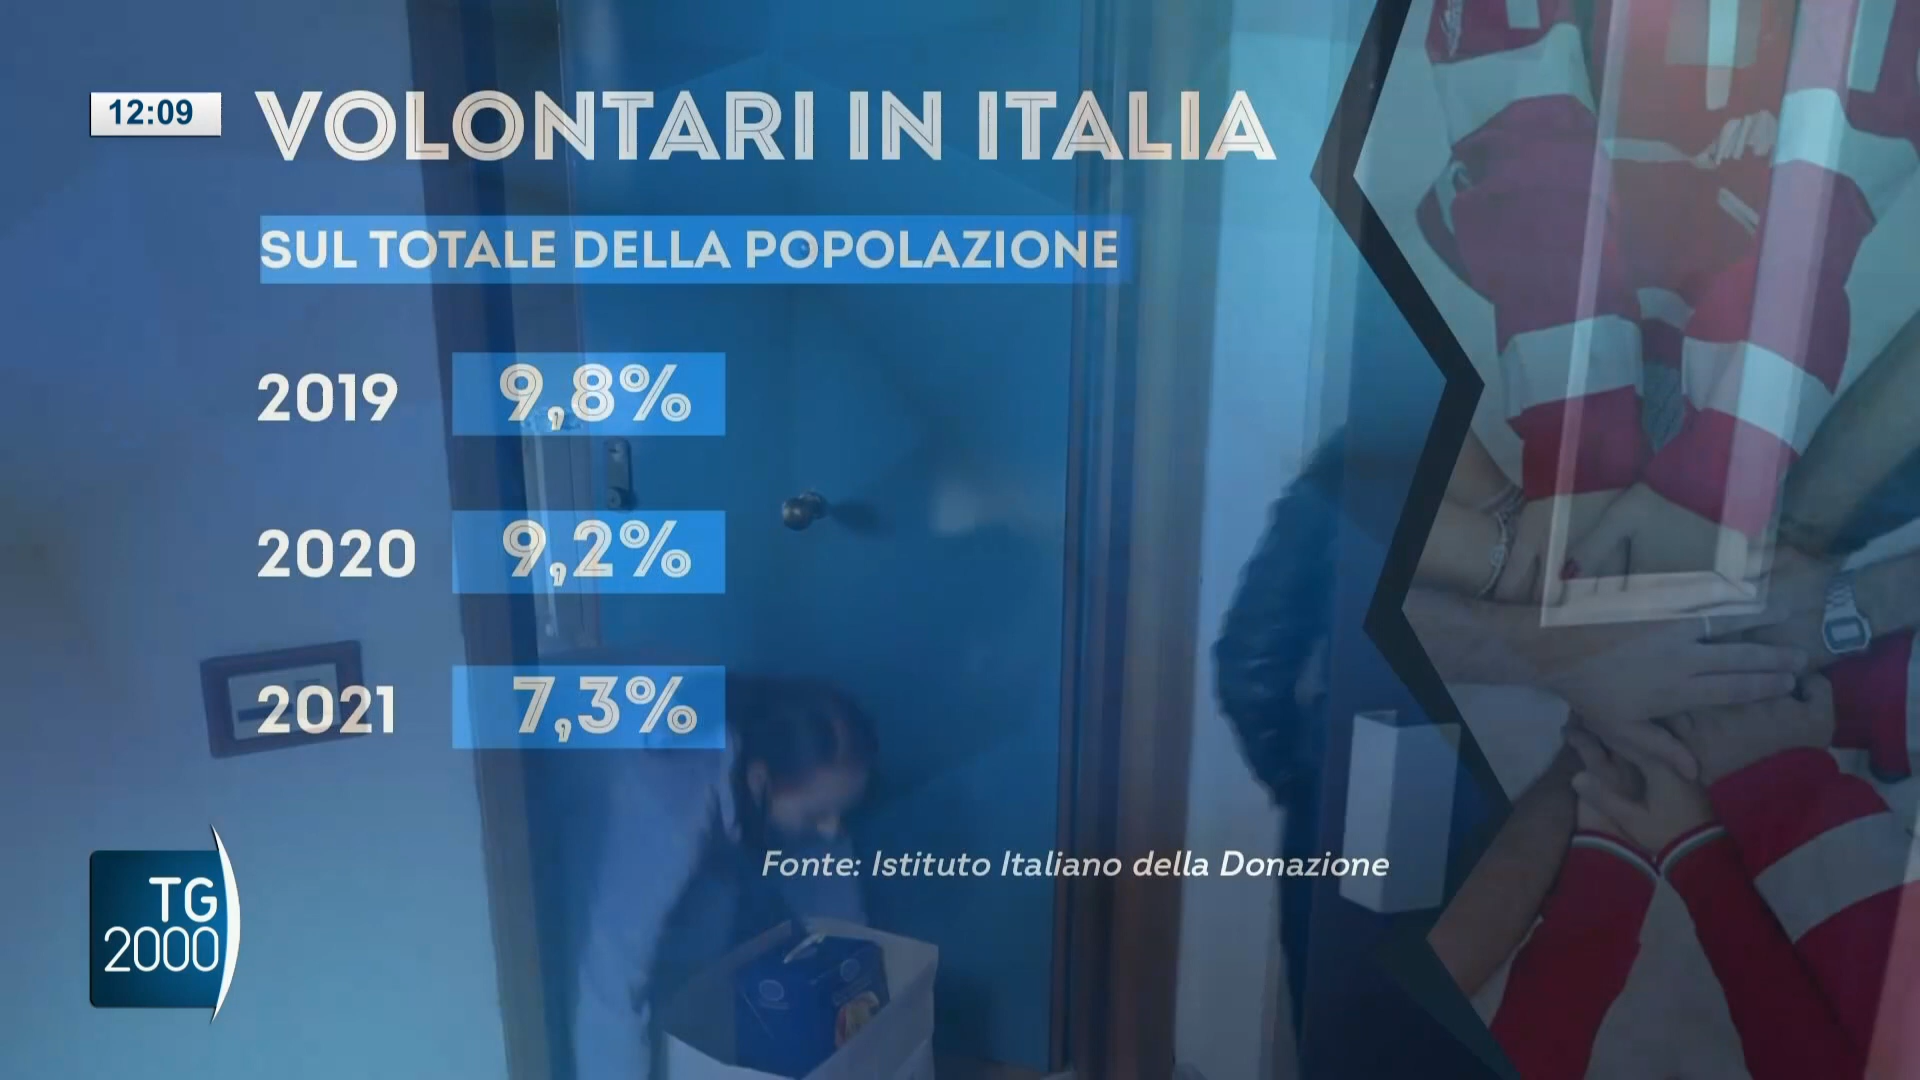 12:09
VOLONTARI IN ITALIA
SUL TOTALE DELLA POPOLAZIONE
2019 9,8%
2020 9,2%
2021 7,3%
Fonte: Istituto Italiano della Donazione
TG
2000